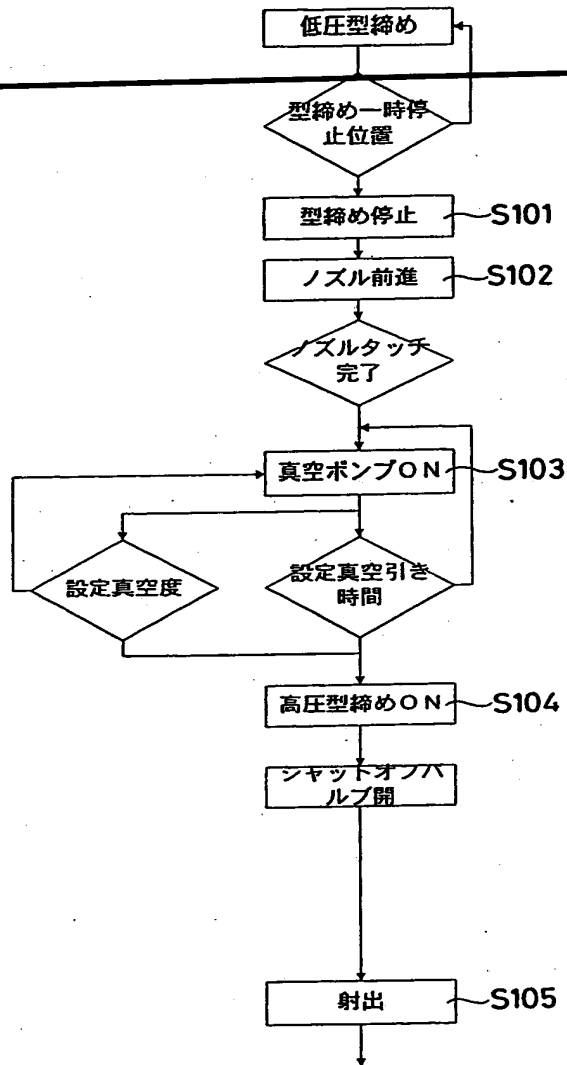 低圧型締め
型締め一時停
止位置
型締め停止
S101
ノズル前進
S102
ノズルタッチ
完了
真空ポンプON
S103
設定真空度
設定真空引き
時間
高圧型締めON
S104
シャットオフバ
ルブ開
射出
S105